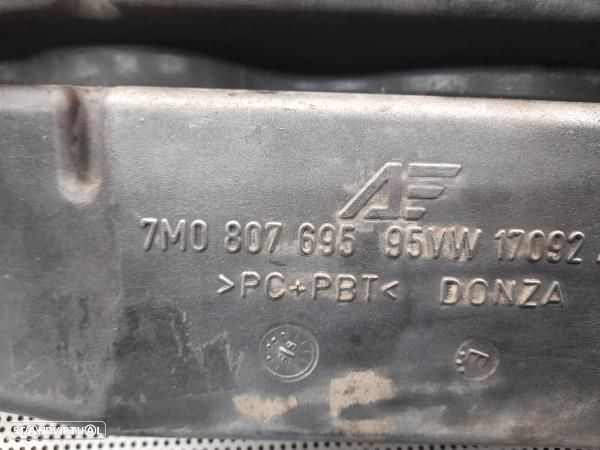 AF
7M0 807 695 95VW 17092 A
>PC+PBT< DONZA
E
STANDVIRTUAL